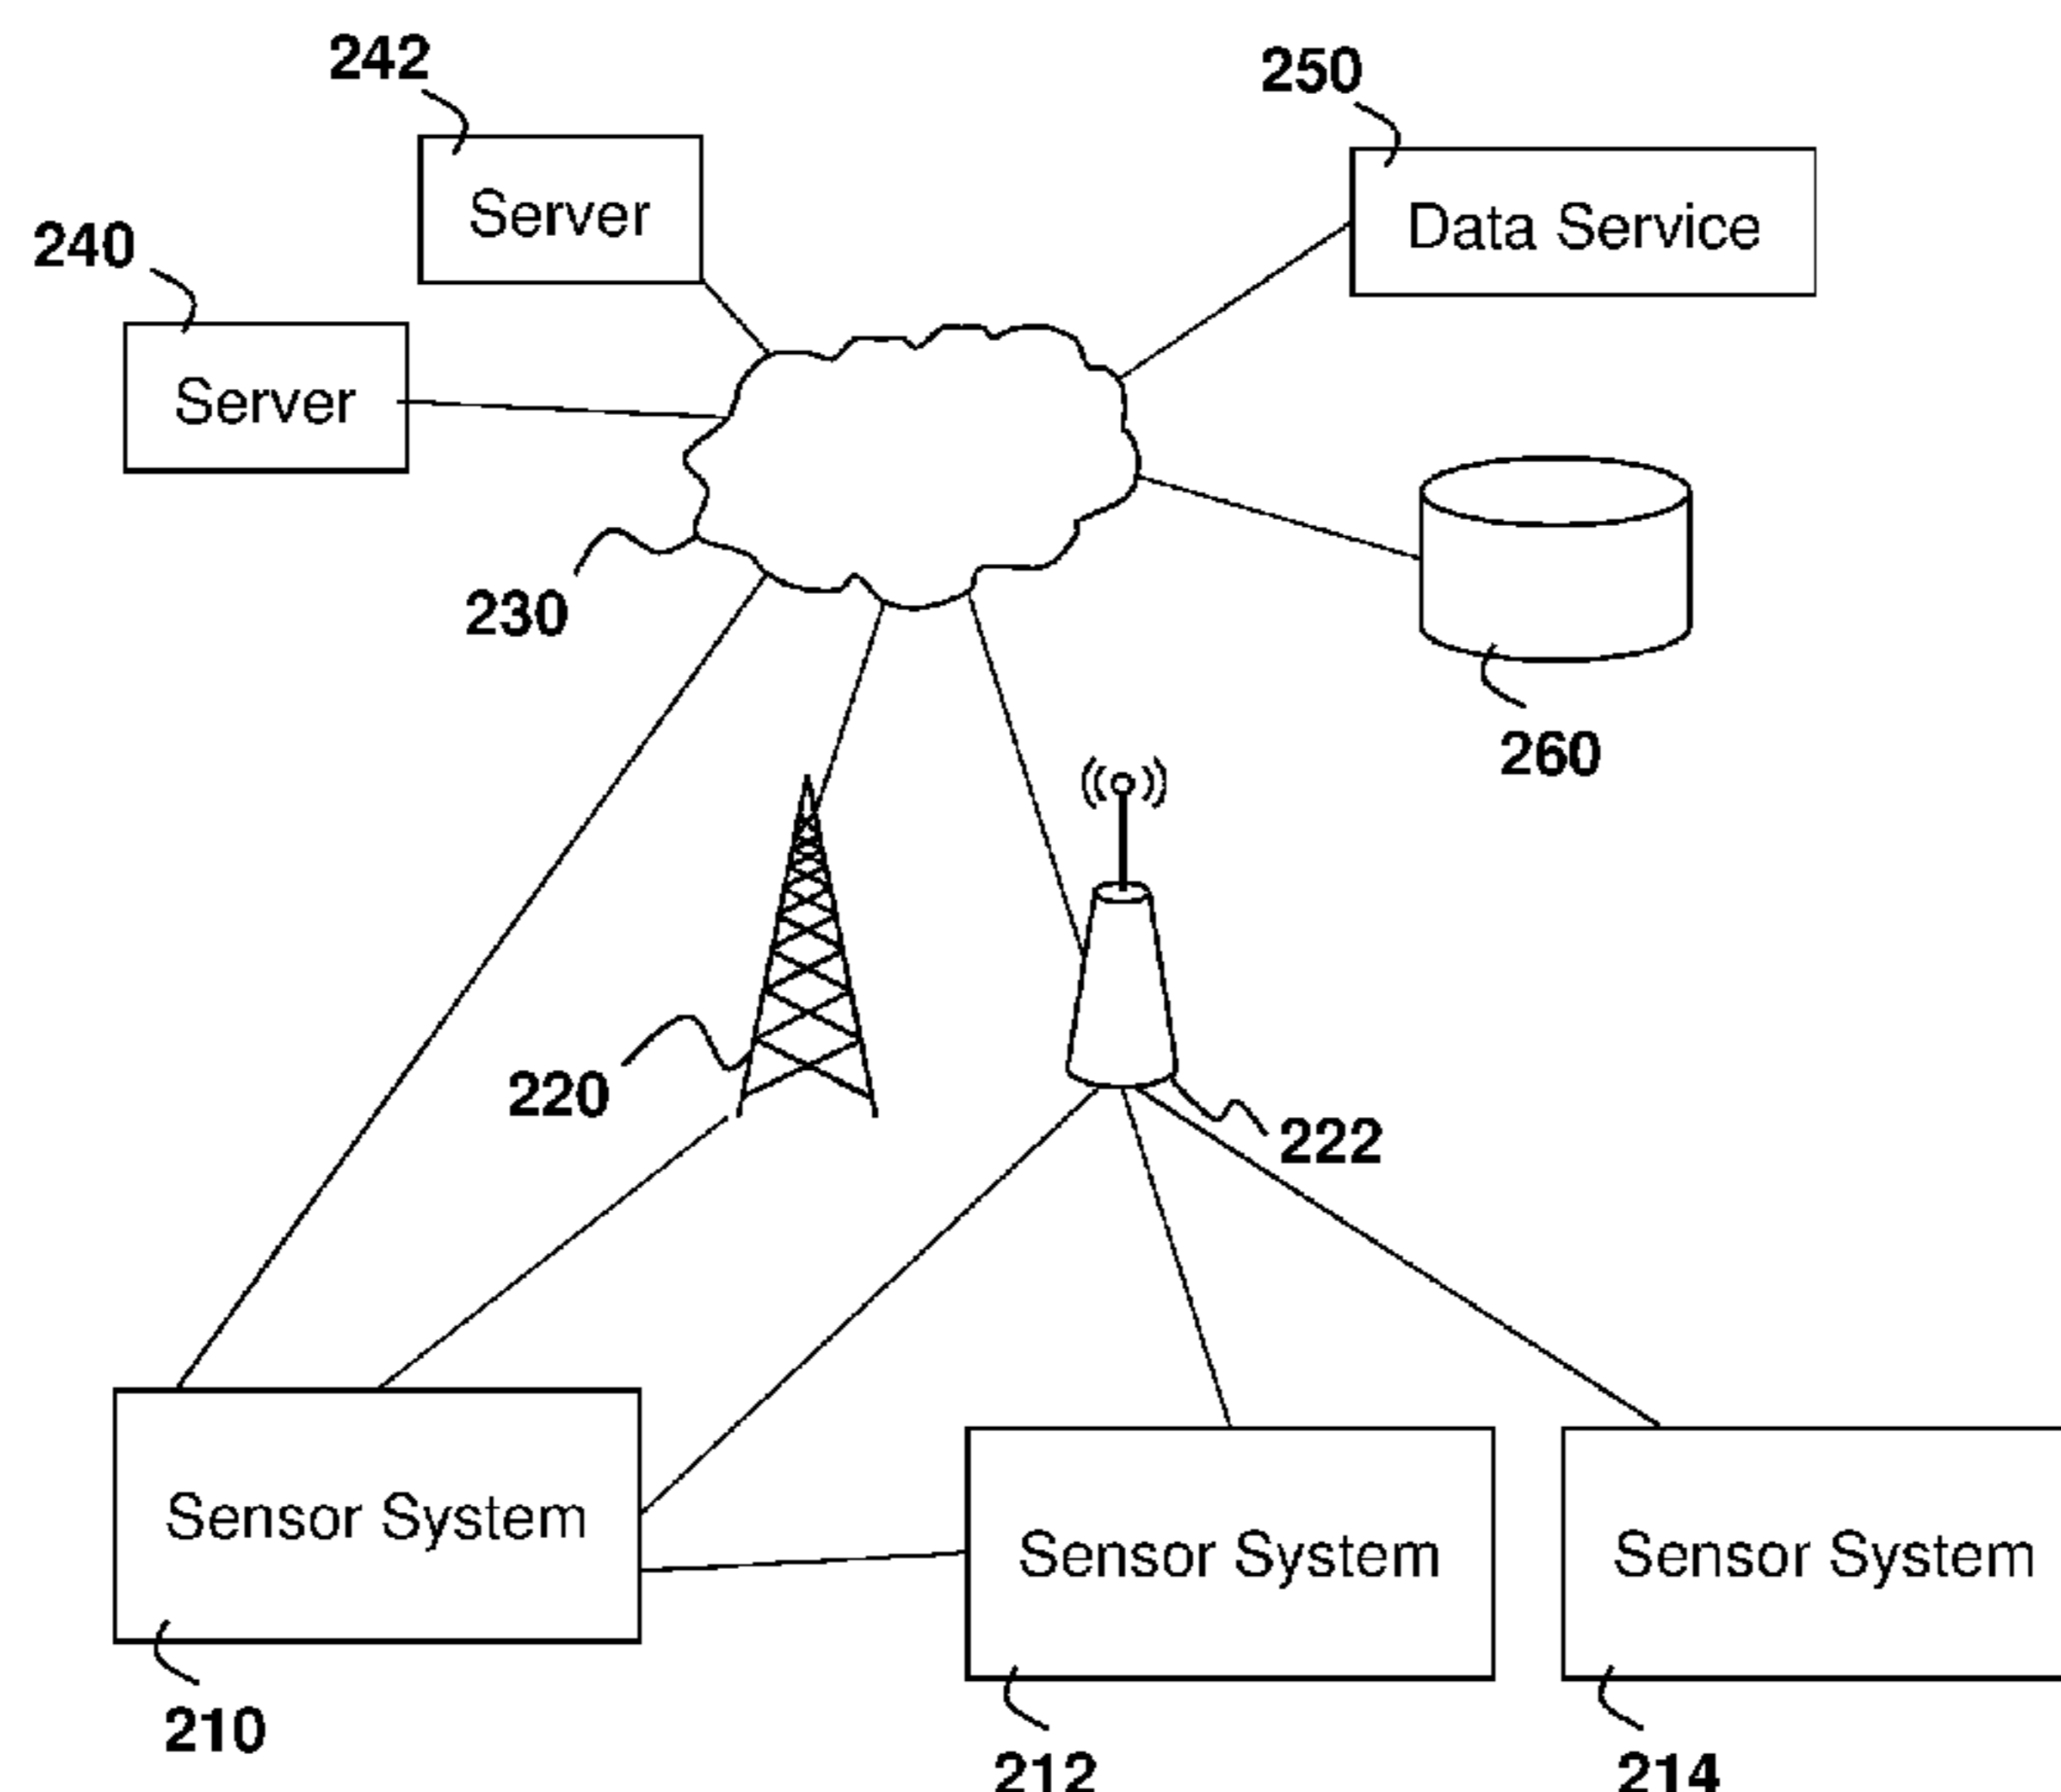 242
250
Server
Data Service
240
Server
230
260
220
222
Sensor System
Sensor System
Sensor System
210
212
214